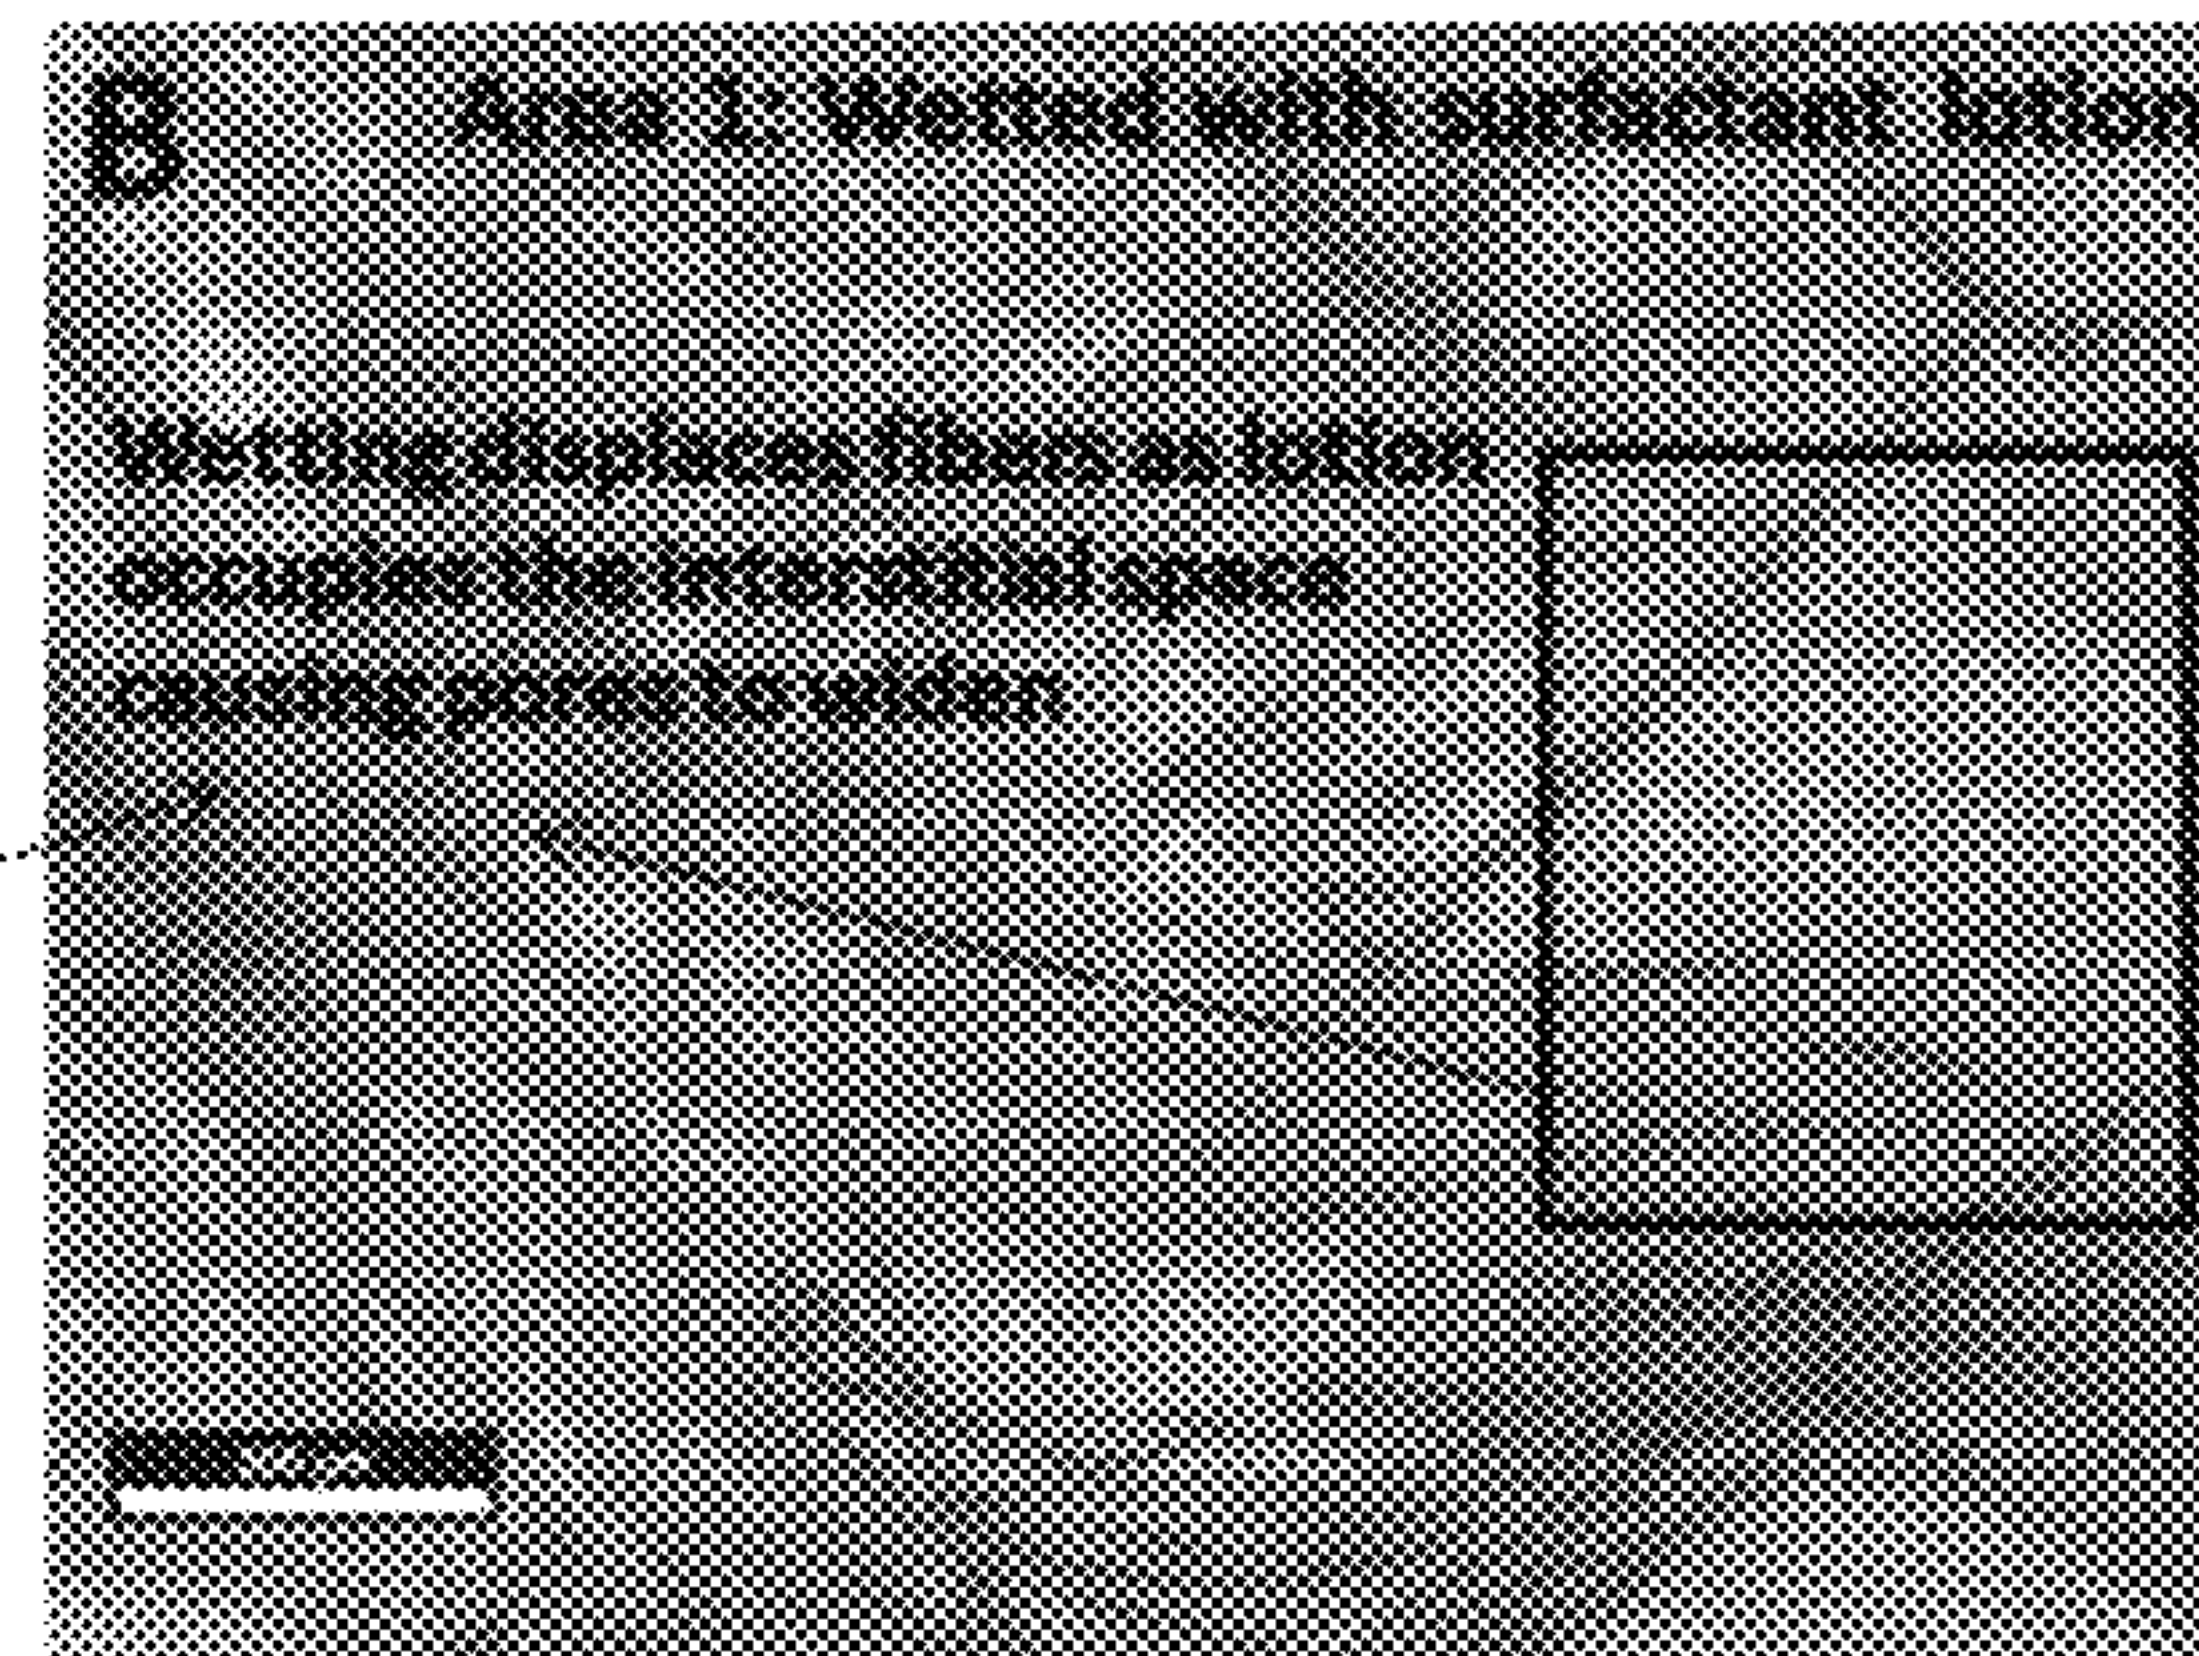 B
Area 1: Wetted with surfactant lotion
Wetting displaces fibers as lotion
occupies the interstitial space
causing pores to widen